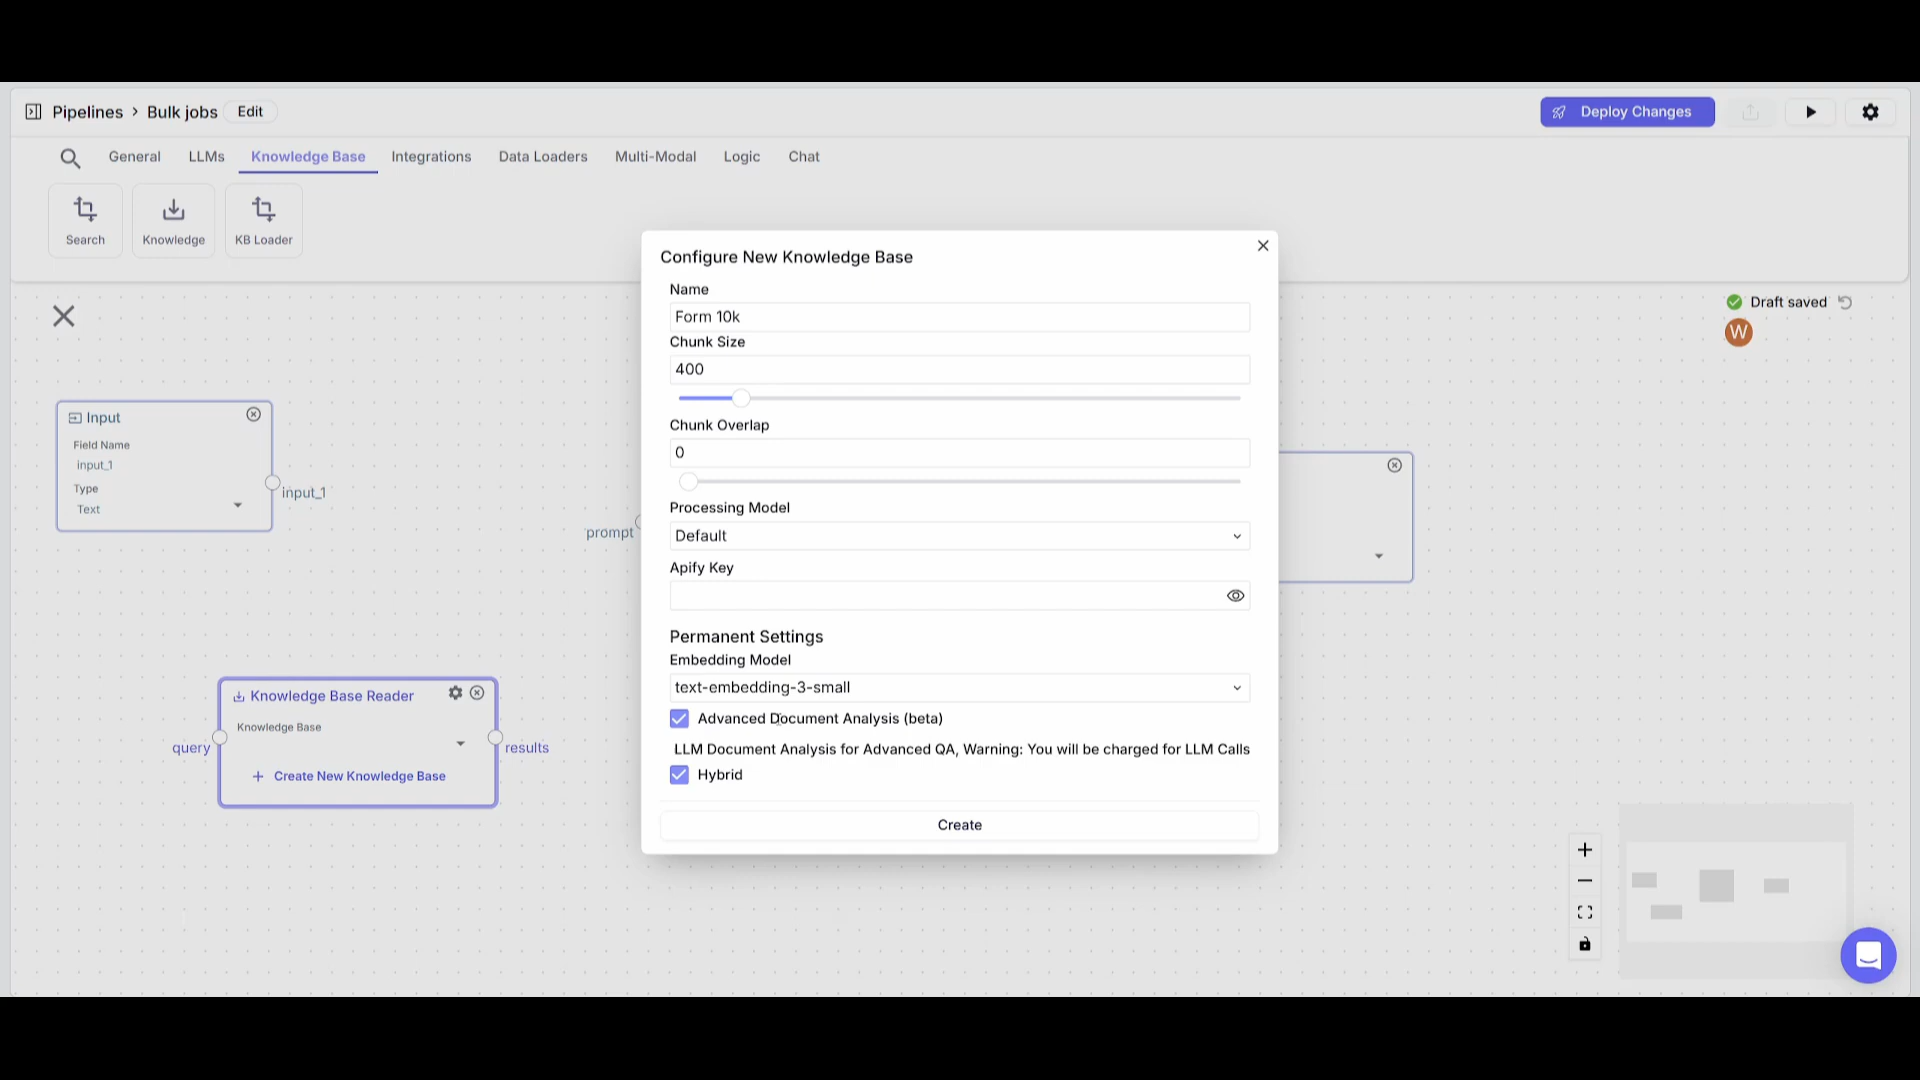 Pipelines > Bulk jobs Edit
Deploy Changes
General LLMs Knowledge Base Integrations Data Loaders Multi-Modal Logic Chat
Search Knowledge KB Loader
Draft saved
W
Input
Field Name
input_1
Type
Text
input_1
prompt
Knowledge Base Reader
Knowledge Base
query
results
+ Create New Knowledge Base
Configure New Knowledge Base
Name
Form 10k
Chunk Size
400
Chunk Overlap
0
Processing Model
Default
Apify Key
Permanent Settings
Embedding Model
text-embedding-3-small
Advanced Document Analysis (beta)
LLM Document Analysis for Advanced QA, Warning: You will be charged for LLM Calls
Hybrid
Create